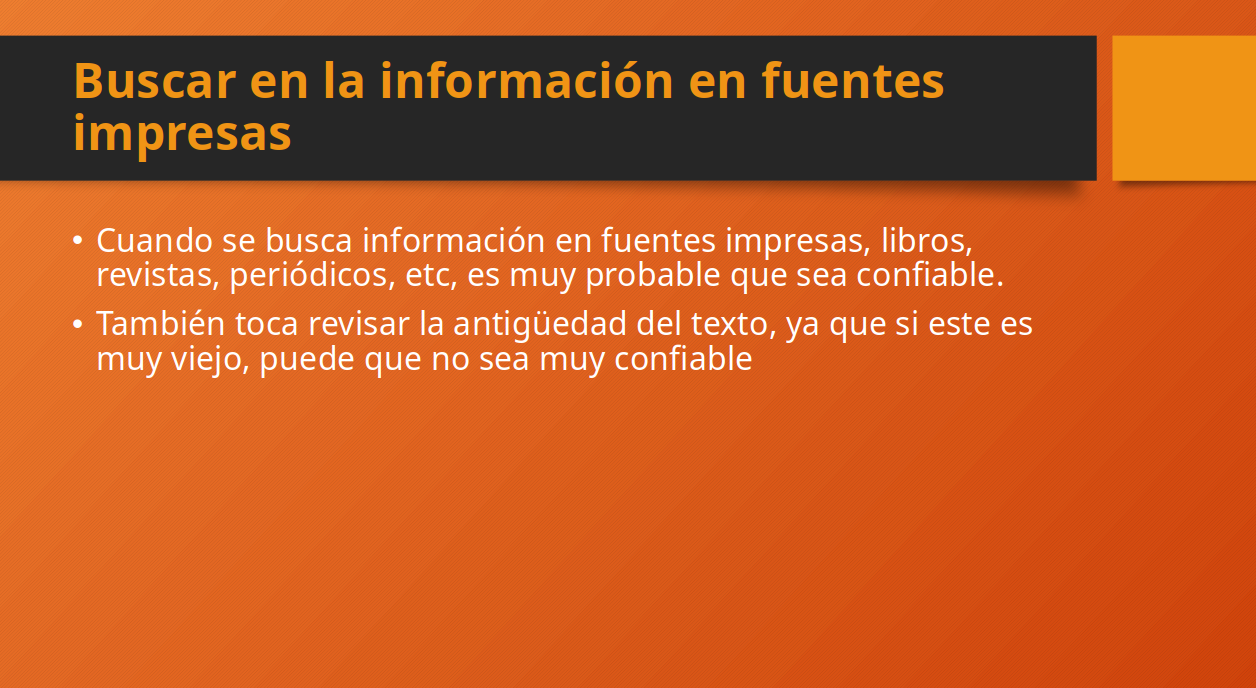 Buscar en la información en fuentes
impresas
• Cuando se busca información en fuentes impresas, libros,
revistas, periódicos, etc, es muy probable que sea confiable.
• También toca revisar la antigüedad del texto, ya que si este es
muy viejo, puede que no sea muy confiable